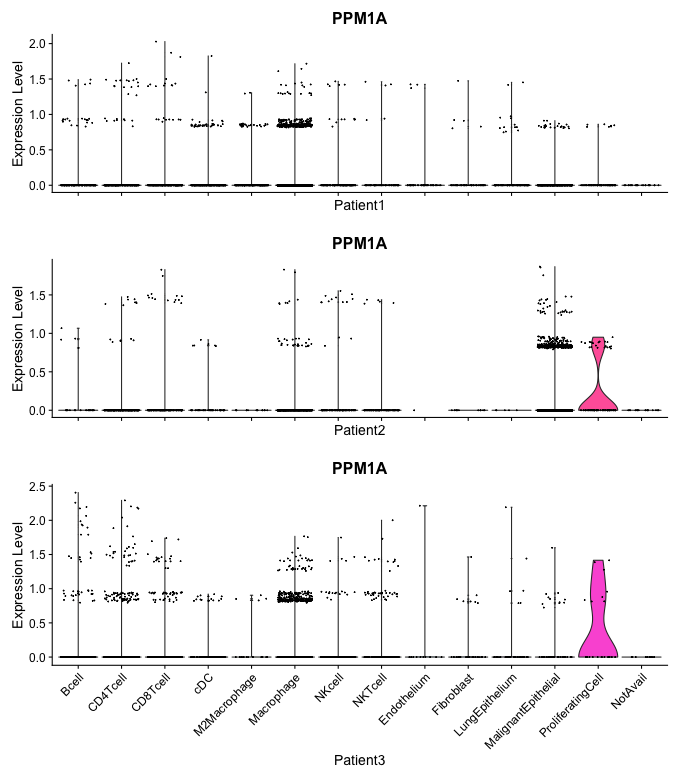 PPM1A
Expression Level
2.0
1.5
1.0
0.5
0.0
Patient1
PPM1A
Expression Level
1.5
1.0
0.5
0.0
Patient2
PPM1A
Expression Level
2.5
2.0
1.5
1.0
0.5
0.0
Bcell
CD4Tcell
CD8Tcell
cDC
M2Macrophage
Macrophage
NKcell
NKTcell
Endothelium
Fibroblast
LungEpithelium
MalignantEpithelial
ProliferatingCell
NotAvail
Patient3